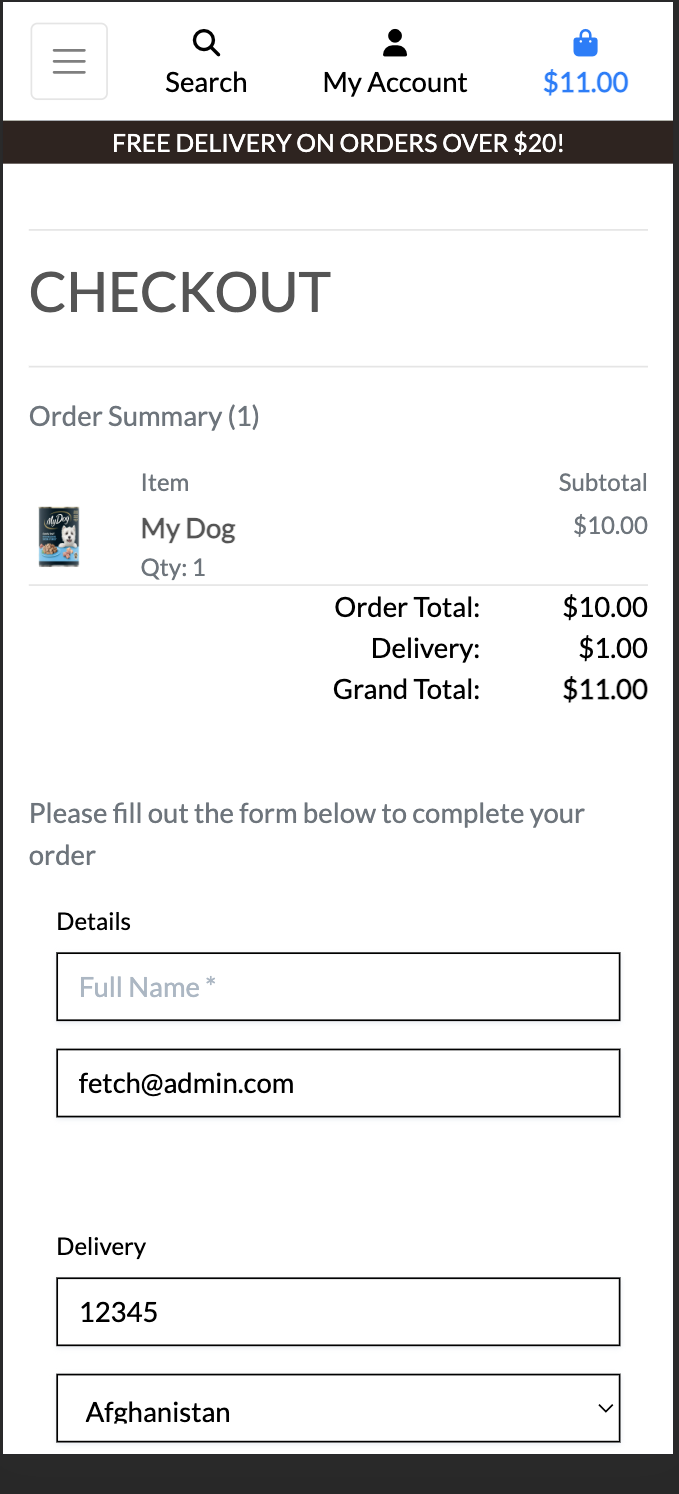 Search
My Account
$11.00
FREE DELIVERY ON ORDERS OVER $20!
CHECKOUT
Order Summary (1)
Item
Subtotal
My Dog
My Dog
$10.00
Qty: 1
Order Total:
$10.00
Delivery:
$1.00
Grand Total:
$11.00
Please fill out the form below to complete your
order
Details
Full Name *
fetch@admin.com
Delivery
12345
Afghanistan